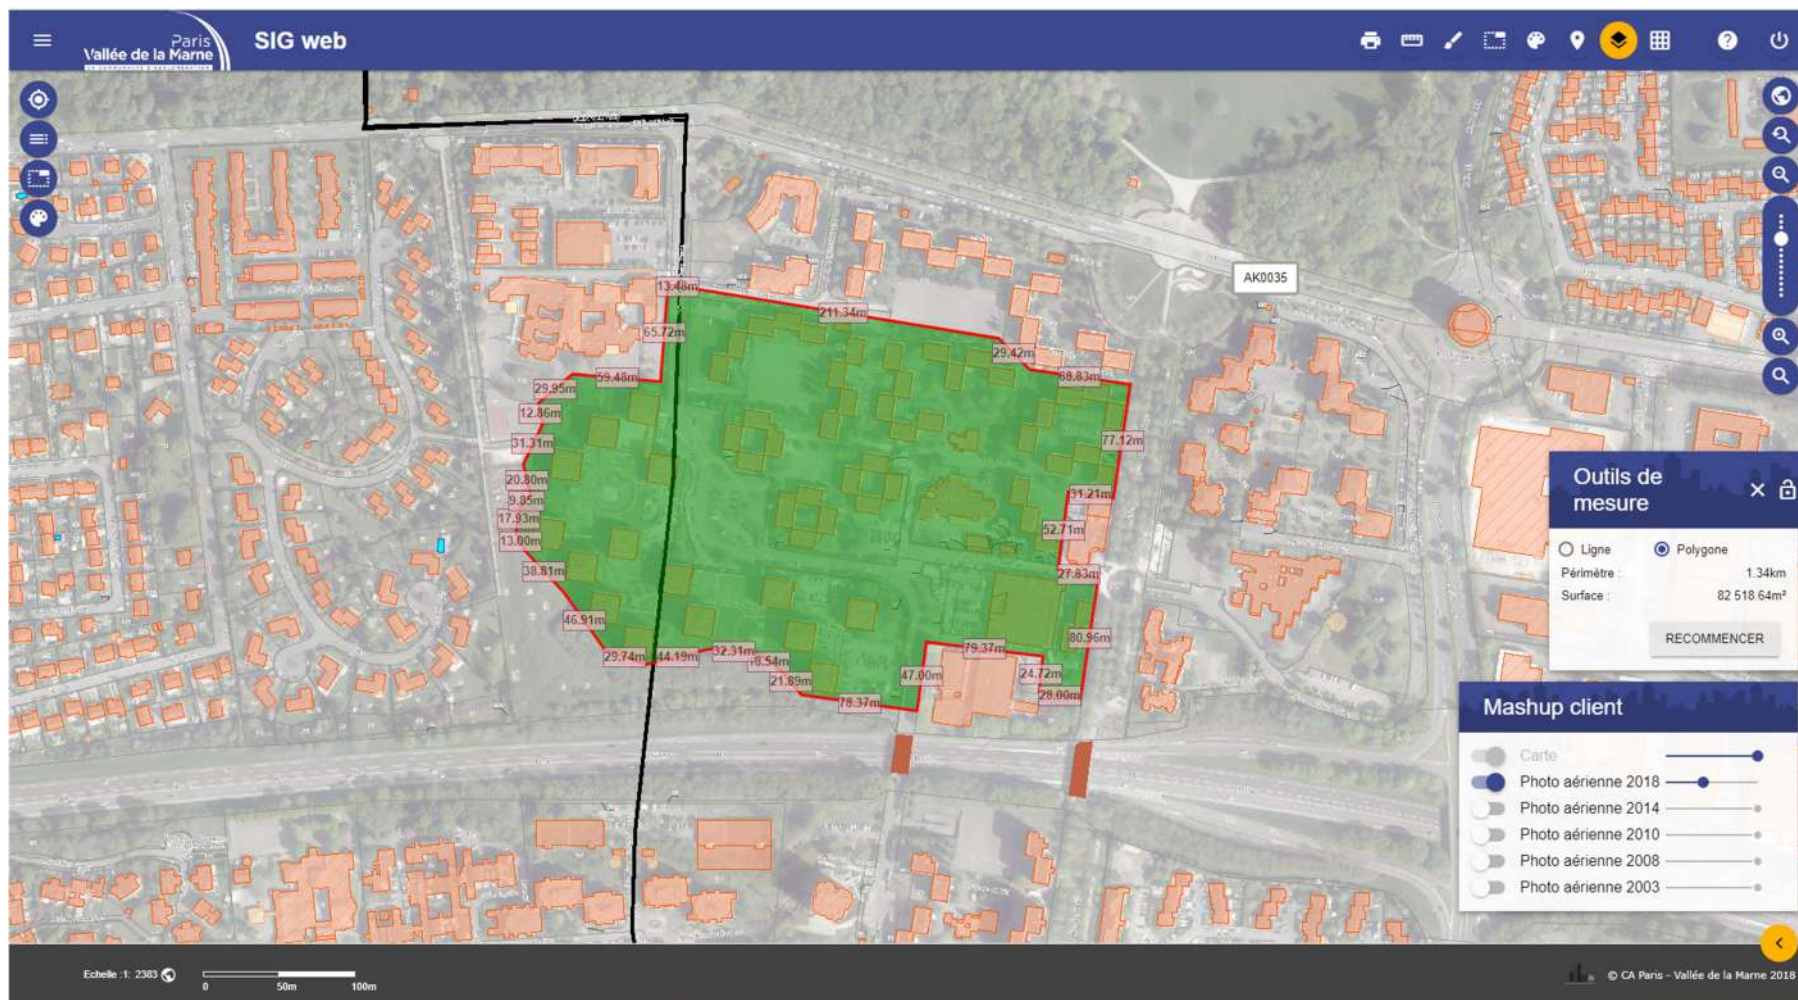 Paris
Vallée de la Marne
LA COMMUNAUTÉ D'AGGLOMÉRATION
SIG web
AK0035
13.48m
211.34m
65.72m
29.42m
59.48m
68.83m
29.95m
12.86m
31.31m
77.12m
20.80m
9.85m
31.21m
17.93m
52.71m
13.00m
38.81m
27.83m
46.91m
80.96m
29.74m
44.19m
32.31m
18.54m
79.37m
21.89m
47.00m
24.72m
28.00m
78.37m
Outils de
mesure
Ligne
Polygone
Périmètre :
1.34km
Surface :
82 518.64m²
RECOMMENCER
Mashup client
Carte
Photo aérienne 2018
Photo aérienne 2014
Photo aérienne 2010
Photo aérienne 2008
Photo aérienne 2003
Echelle :1: 2383
0 50m 100m
© CA Paris - Vallée de la Marne 2018